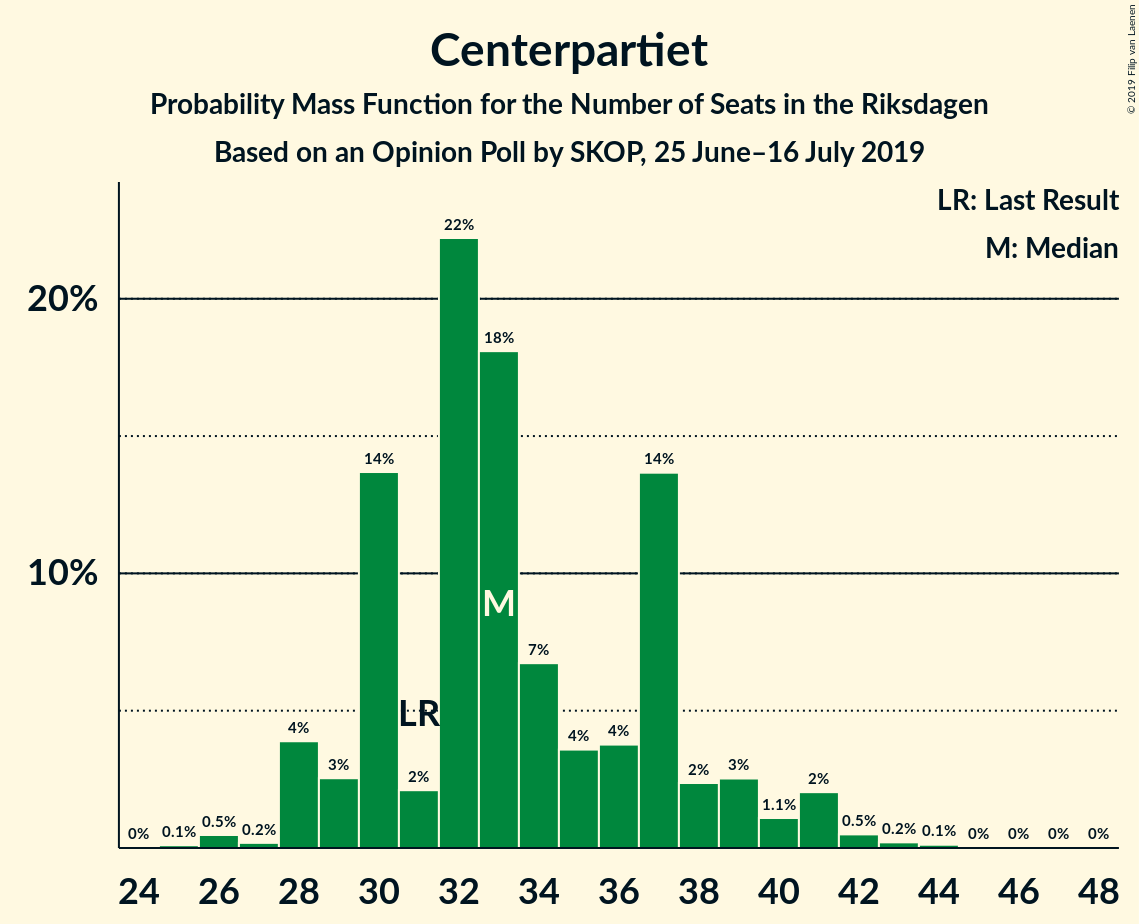 Centerpartiet
Probability Mass Function for the Number of Seats in the Riksdagen
Based on an Opinion Poll by SKOP, 25 June–16 July 2019
© 2019 Filip van Laenen
LR: Last Result
M: Median
20%
10%
0% 0.1% 0.5% 0.2% 4% 3% 14% 2% 22% 18% 7% 4% 4% 14% 2% 3% 1.1% 2% 0.5% 0.2% 0.1% 0% 0% 0% 0%
LR
M
24 26 28 30 32 34 36 38 40 42 44 46 48